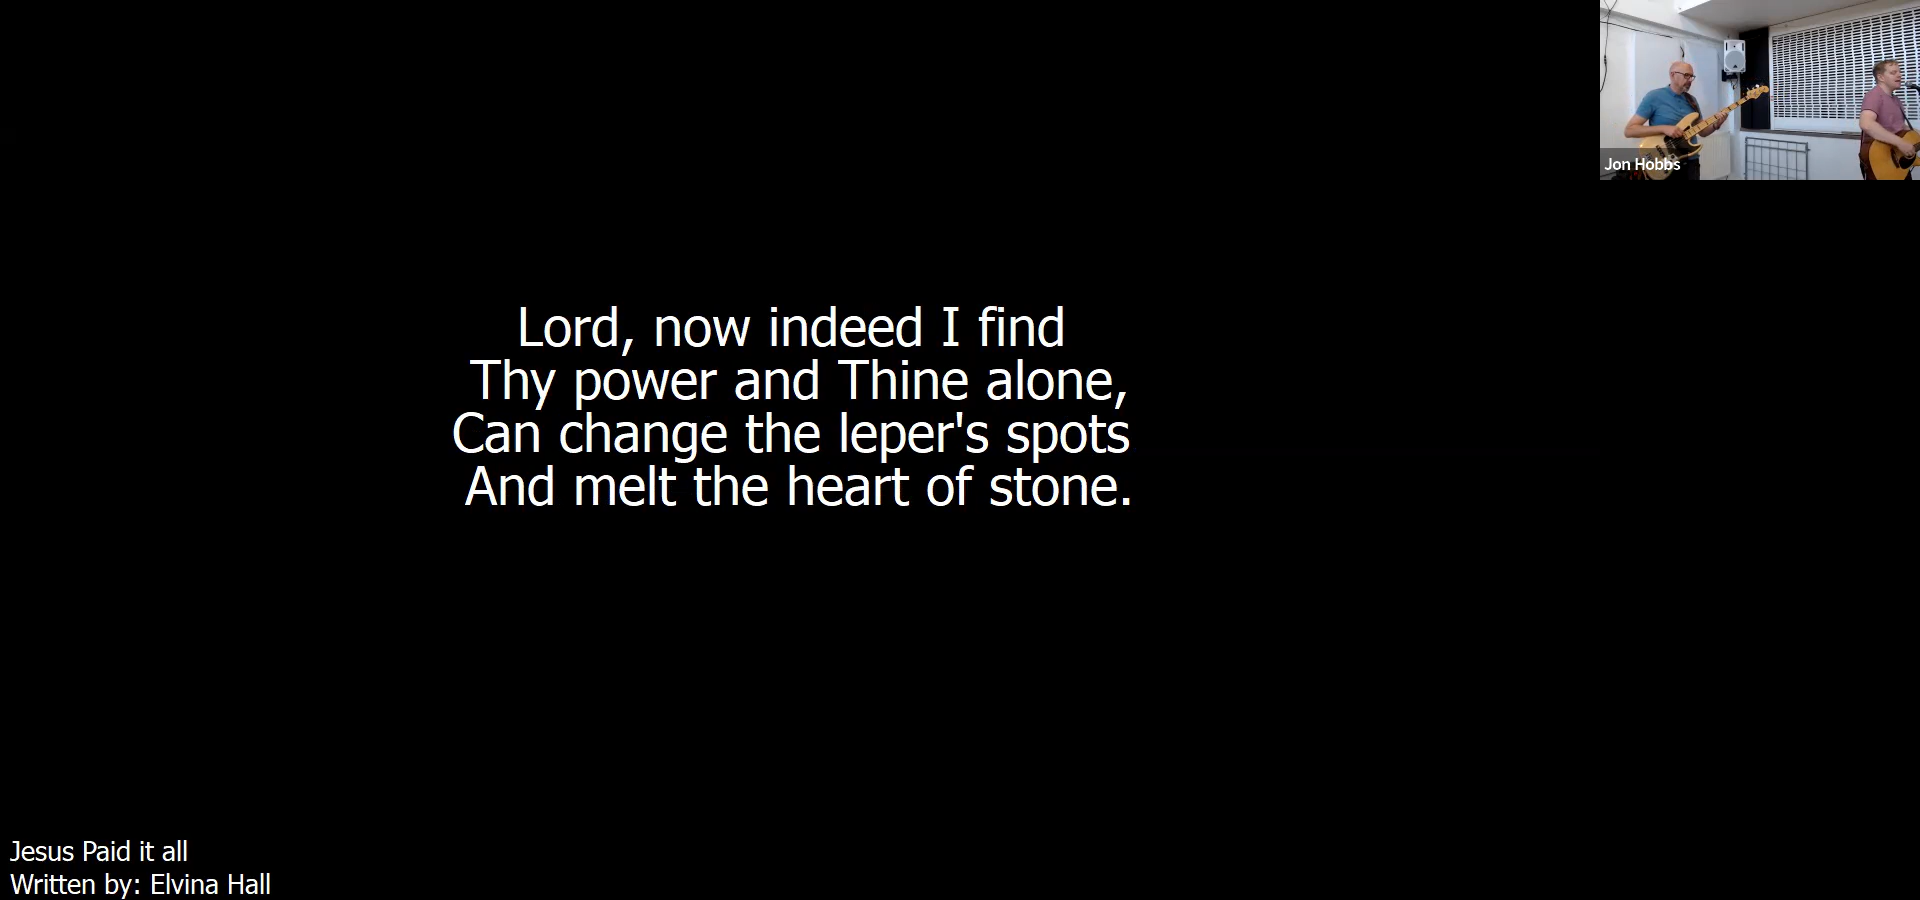 Jon Hobbs
Lord, now indeed I find
Thy power and Thine alone,
Can change the leper's spots
And melt the heart of stone.
Jesus Paid it all
Written by: Elvina Hall